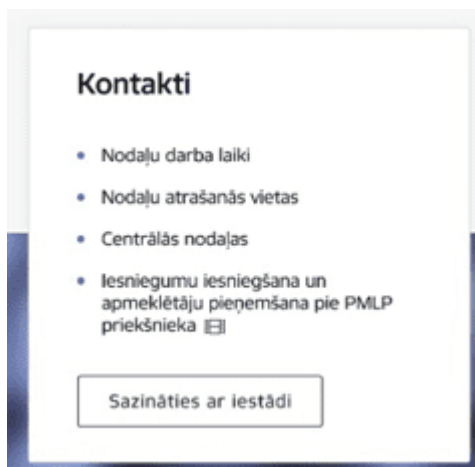 Kontakti
Nodaļu darba laiki
Nodaļu atrašanās vietas
Centrālās nodaļas
Iesniegumu iesniegšana un
apmeklētāju pieņemšana pie PMLP
priekšnieka
Sazināties ar iestādi